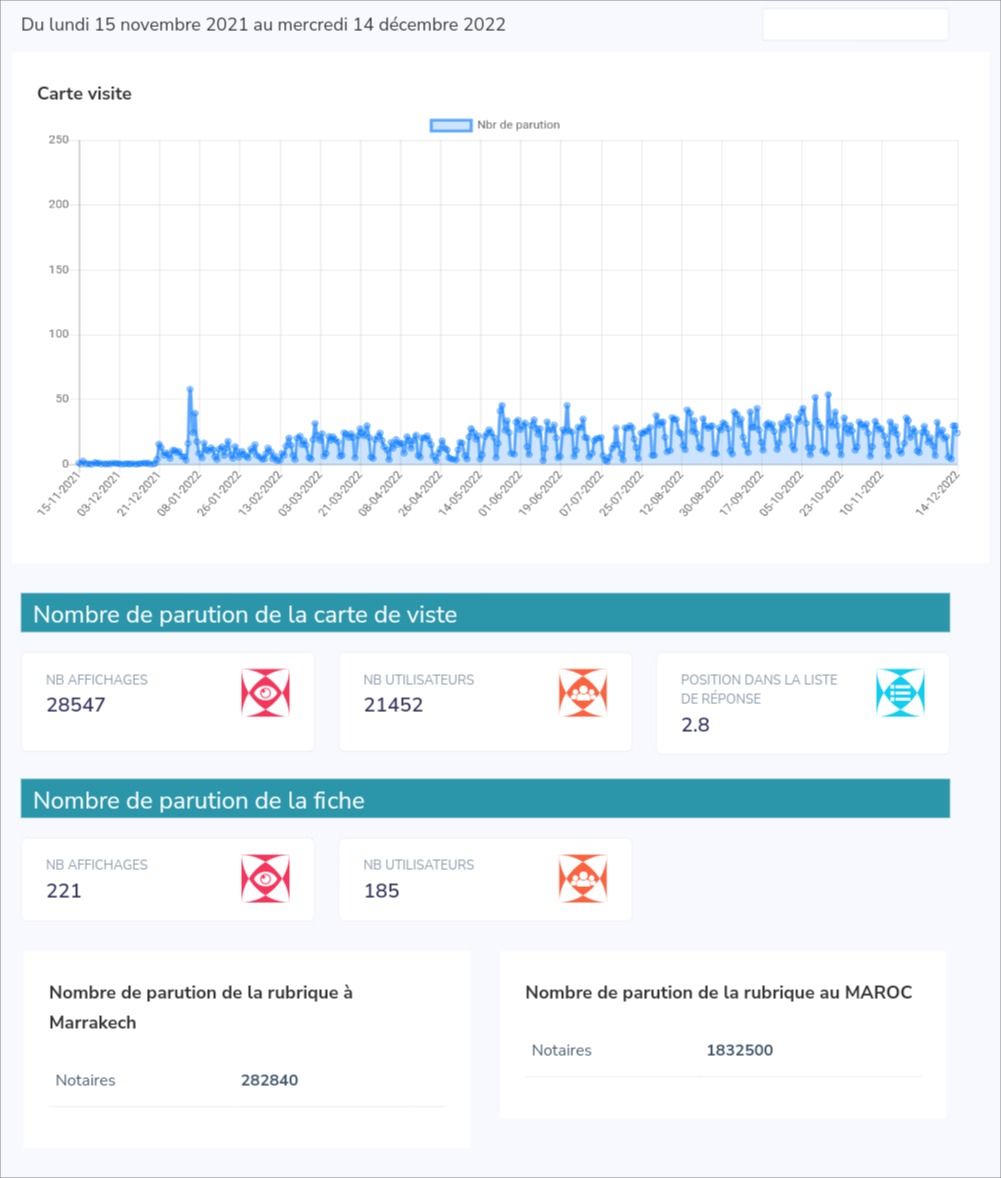 Du lundi 15 novembre 2021 au mercredi 14 décembre 2022
Carte visite
Nbr de parution
250
200
150
100
50
0
15-11-2021
03-12-2021
21-12-2021
08-01-2022
26-01-2022
13-02-2022
03-03-2022
21-03-2022
08-04-2022
26-04-2022
14-05-2022
01-06-2022
19-06-2022
07-07-2022
25-07-2022
12-08-2022
30-08-2022
17-09-2022
05-10-2022
23-10-2022
10-11-2022
14-12-2022
Nombre de parution de la carte de viste
NB AFFICHAGES
28547
NB UTILISATEURS
21452
POSITION DANS LA LISTE
DE RÉPONSE
2.8
Nombre de parution de la fiche
NB AFFICHAGES
221
NB UTILISATEURS
185
Nombre de parution de la rubrique à
Marrakech
Notaires 282840
Nombre de parution de la rubrique au MAROC
Notaires 1832500